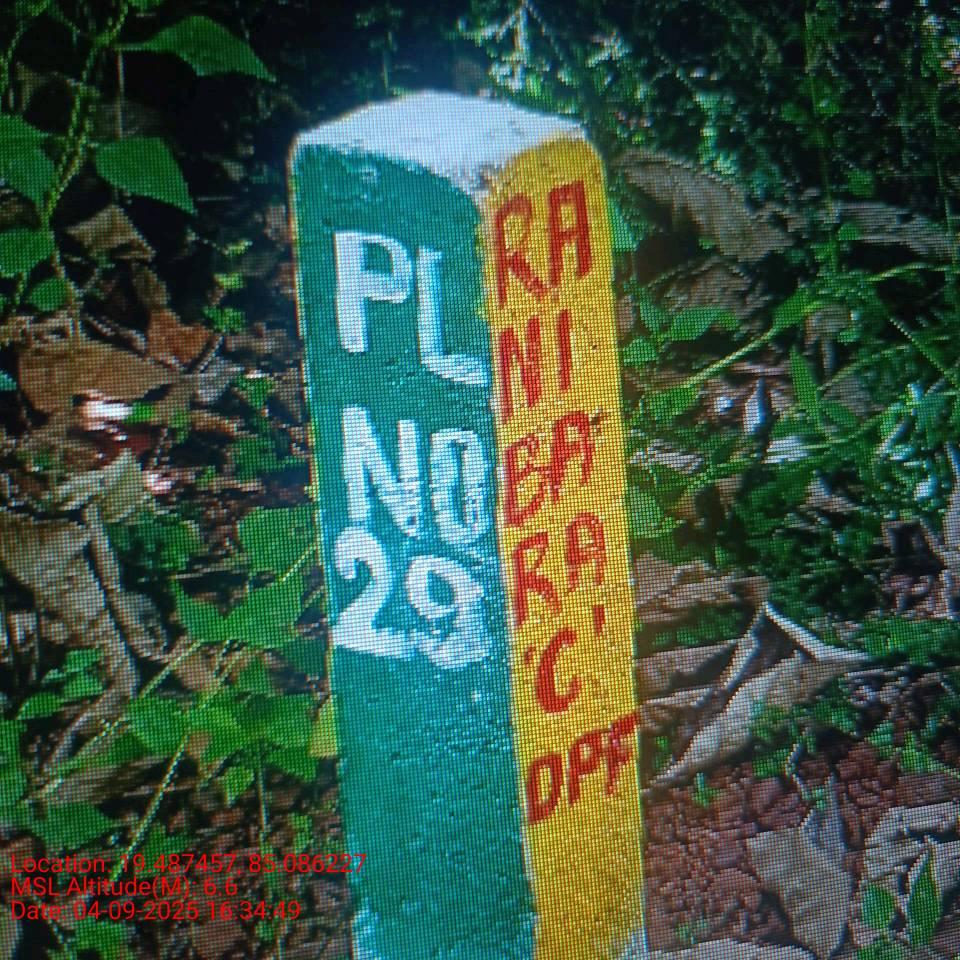 PL
NO
29
RA
NI
BA
RA
'C'
DPF
Location: 19.487457, 85.086227
MSL Altitude(M): 6.6
Date: 04-09-2025 16:34:49